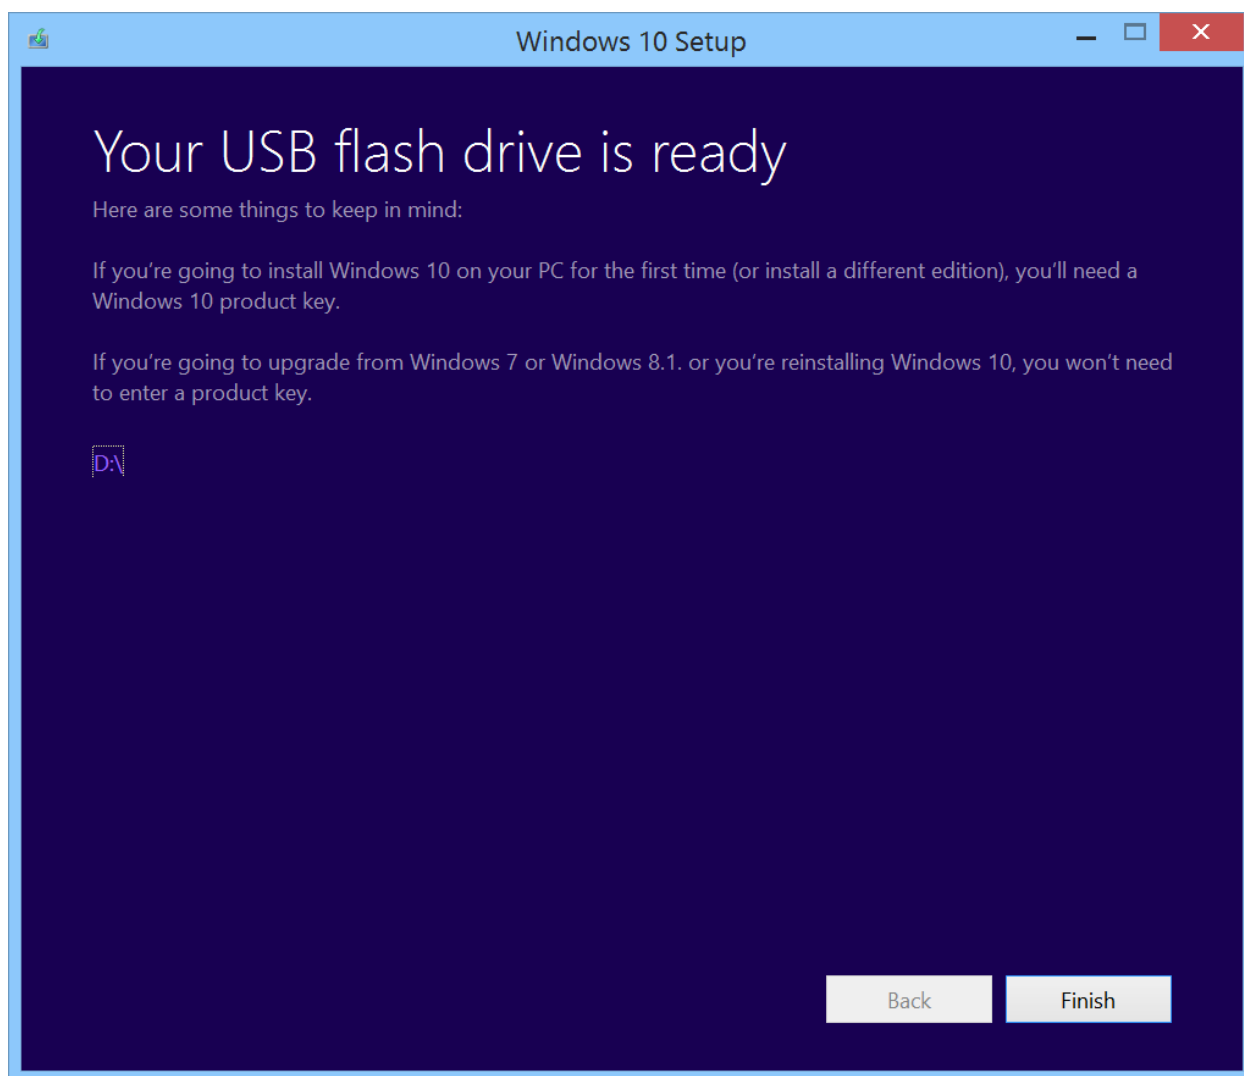 Windows 10 Setup
Your USB flash drive is ready
Here are some things to keep in mind:
If you’re going to install Windows 10 on your PC for the first time (or install a different edition), you’ll need a
Windows 10 product key.
If you’re going to upgrade from Windows 7 or Windows 8.1. or you’re reinstalling Windows 10, you won’t need
to enter a product key.
D:\
Back
Finish